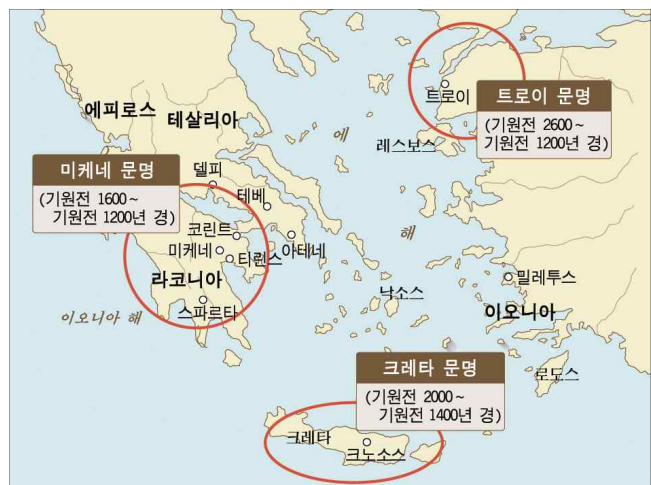 트로이
트로이 문명
(기원전 2600~
기원전 1200년 경)
에피로스
테살리아
에
레스보스
미케네 문명
(기원전 1600~
기원전 1200년 경)
델피
테베
코린트
미케네
타린스
아테네
해
라코니아
스파르타
이오니아 해
낙소스
밀레투스
이오니아
크레타 문명
(기원전 2000~
기원전 1400년 경)
로도스
크레타
크노소스